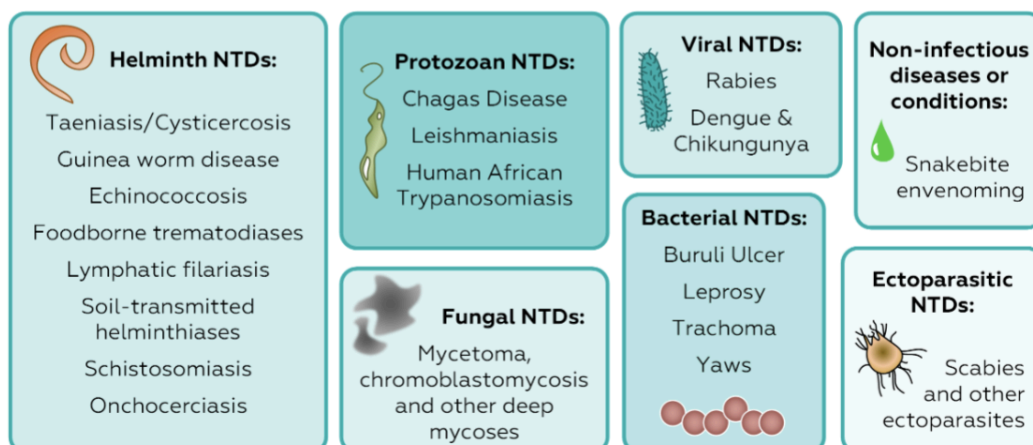 Helminth NTDs:
Taeniasis/Cysticercosis
Guinea worm disease
Echinococcosis
Foodborne trematodiases
Lymphatic filariasis
Soil-transmitted
helminthiases
Schistosomiasis
Onchocerciasis
Protozoan NTDs:
Chagas Disease
Leishmaniasis
Human African
Trypanosomiasis
Fungal NTDs:
Mycetoma,
chromoblastomycosis
and other deep
mycoses
Viral NTDs:
Rabies
Dengue &
Chikungunya
Bacterial NTDs:
Buruli Ulcer
Leprosy
Trachoma
Yaws
Non-infectious
diseases or
conditions:
Snakebite
envenoming
Ectoparasitic
NTDs:
Scabies
and other
ectoparasites